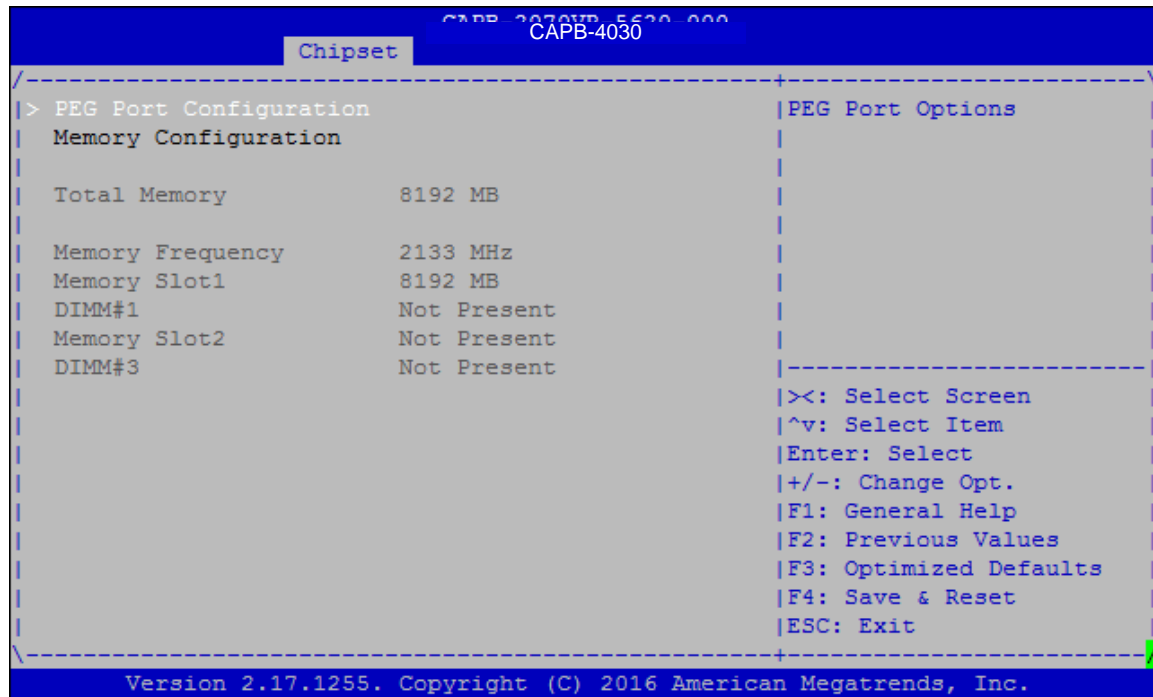 CAPB-4030
Chipset
> PEG Port Configuration
PEG Port Options
Memory Configuration
Total Memory 8192 MB
Memory Frequency 2133 MHz
Memory Slot1 8192 MB
DIMM#1 Not Present
Memory Slot2 Not Present
DIMM#3 Not Present
><: Select Screen
^v: Select Item
Enter: Select
+/-: Change Opt.
F1: General Help
F2: Previous Values
F3: Optimized Defaults
F4: Save & Reset
ESC: Exit
Version 2.17.1255. Copyright (C) 2016 American Megatrends, Inc.